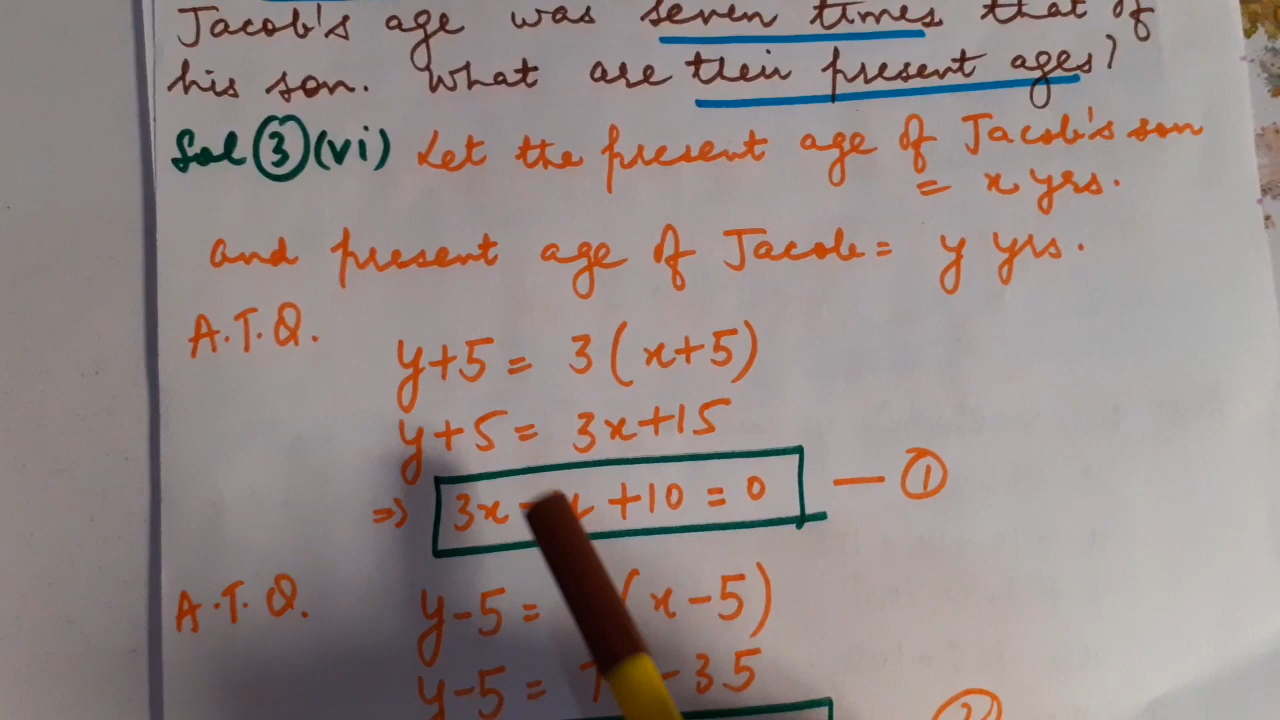 Jacob's age was seven times that of
his son. What are their present ages?
Sol ③ (vi) Let the present age of Jacob's son
= x yrs.
and present age of Jacob = y yrs.
A.T.Q.
y+5 = 3(x+5)
y+5 = 3x+15
⇒ 3x - y +10 = 0 — ①
A.T.Q.
y-5 = (x-5)
y-5 = 7 -35
②